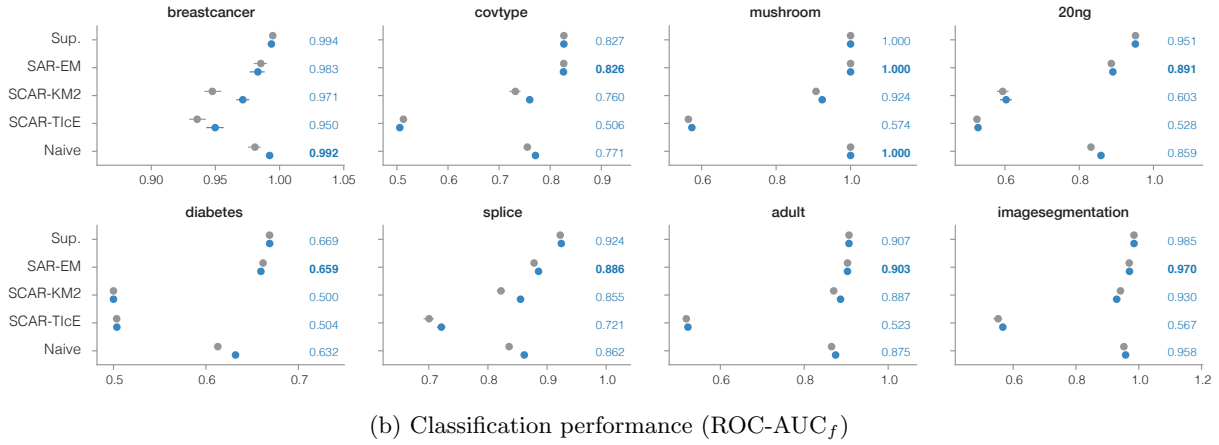 breastcancer covtype mushroom 20ng
Sup. 0.994 0.827 1.000 0.951
SAR-EM 0.983 0.826 1.000 0.891
SCAR-KM2 0.971 0.760 0.924 0.603
SCAR-TIcE 0.950 0.506 0.574 0.528
Naive 0.992 0.771 1.000 0.859
0.90 0.95 1.00 1.05 0.5 0.6 0.7 0.8 0.9 0.6 0.8 1.0 0.6 0.8 1.0
diabetes splice adult imagesegmentation
Sup. 0.669 0.924 0.907 0.985
SAR-EM 0.659 0.886 0.903 0.970
SCAR-KM2 0.500 0.855 0.887 0.930
SCAR-TIcE 0.504 0.721 0.523 0.567
Naive 0.632 0.862 0.875 0.958
0.5 0.6 0.7 0.7 0.8 0.9 1.0 0.6 0.8 1.0 0.6 0.8 1.0 1.2
(b) Classification performance (ROC-AUC_f)